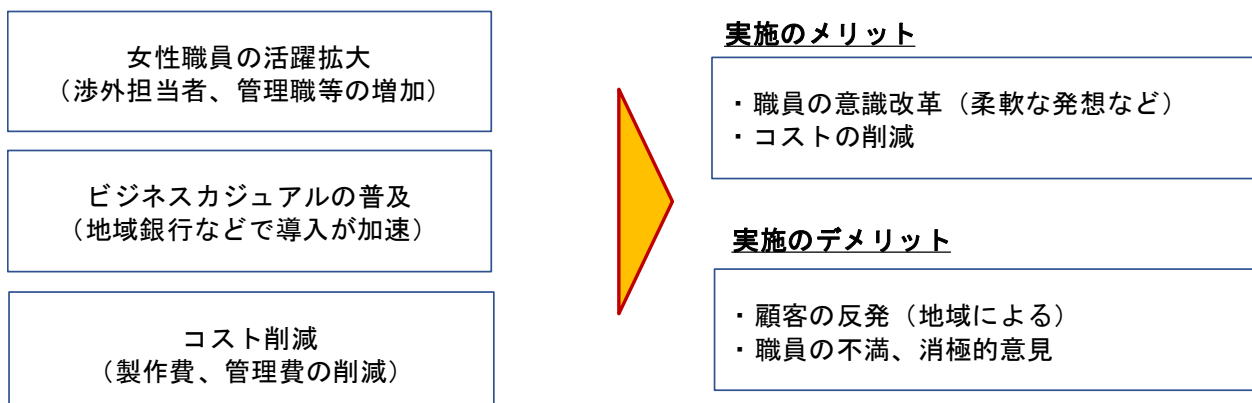 女性職員の活躍拡大
（渉外担当者、管理職等の増加）
ビジネスカジュアルの普及
（地域銀行などで導入が加速）
コスト削減
（製作費、管理費の削減）
実施のメリット
・職員の意識改革（柔軟な発想など）
・コストの削減
実施のデメリット
・顧客の反発（地域による）
・職員の不満、消極的意見